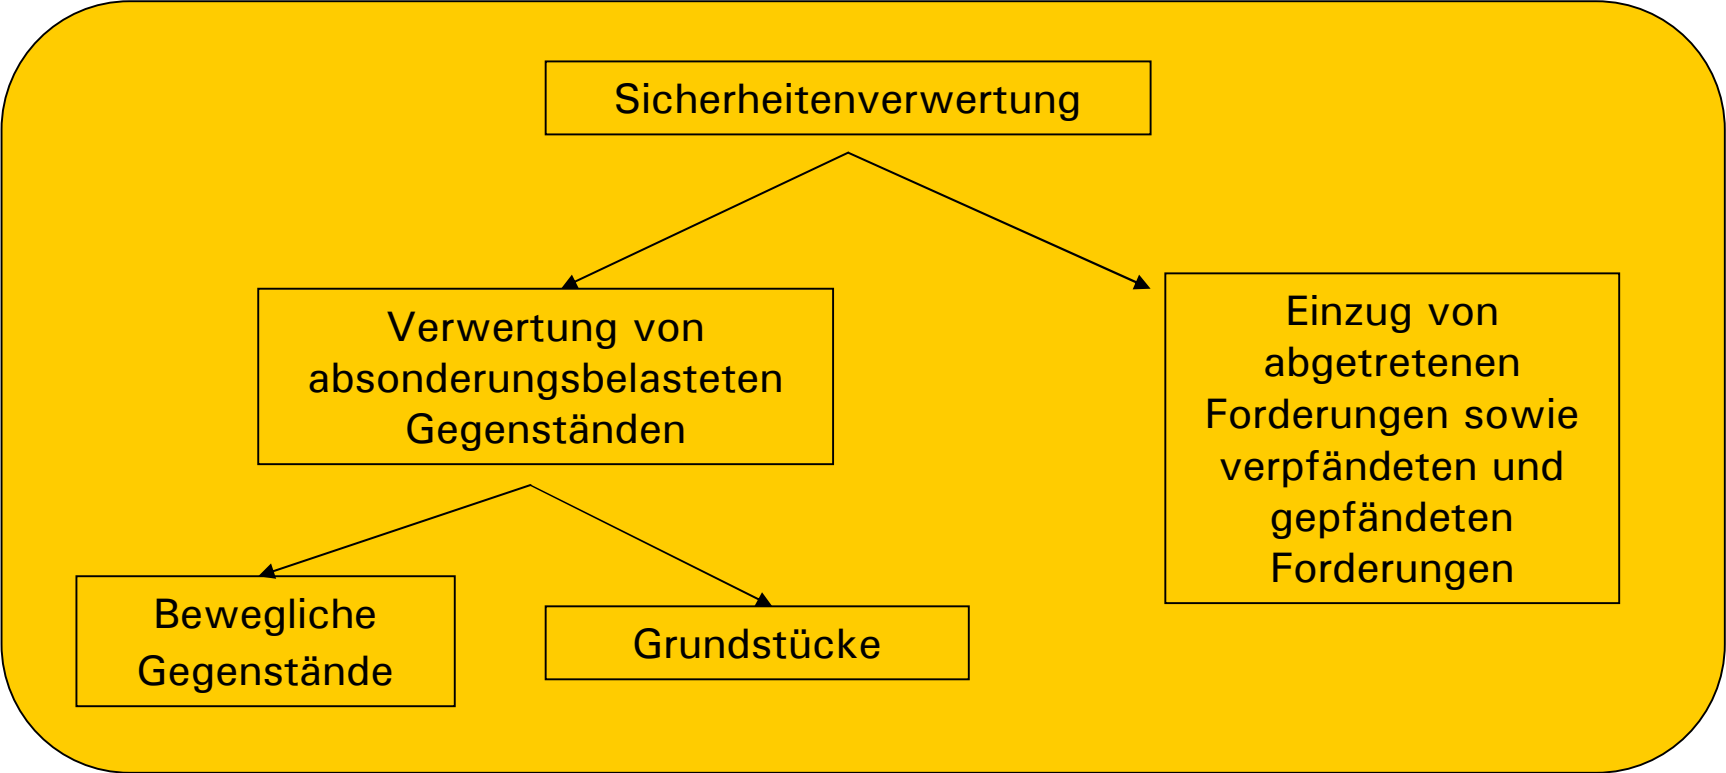 Sicherheitenverwertung
Verwertung von
absonderungsbelasteten
Gegenständen
Einzug von
abgetretenen
Forderungen sowie
verpfändeten und
gepfändeten
Forderungen
Bewegliche
Gegenstände
Grundstücke